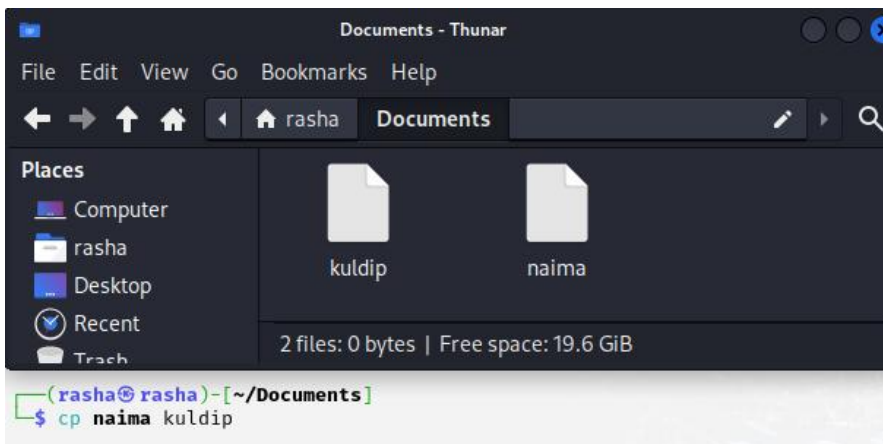 Documents - Thunar
File Edit View Go Bookmarks Help
rasha Documents
Places
Computer
rasha
Desktop
Recent
Trash
kuldip naima
2 files: 0 bytes | Free space: 19.6 GiB
(rasha㉿rasha)-[~/Documents]
$ cp naima kuldip